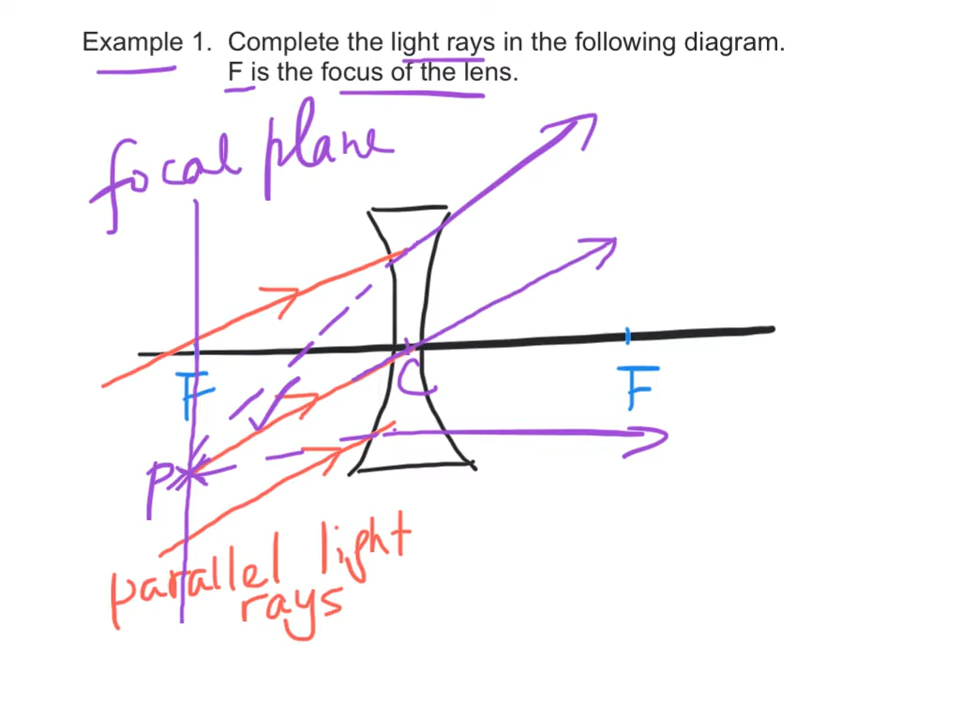 Example 1. Complete the light rays in the following diagram.
F is the focus of the lens.
focal plane
F
C
F
P
parallel light
rays